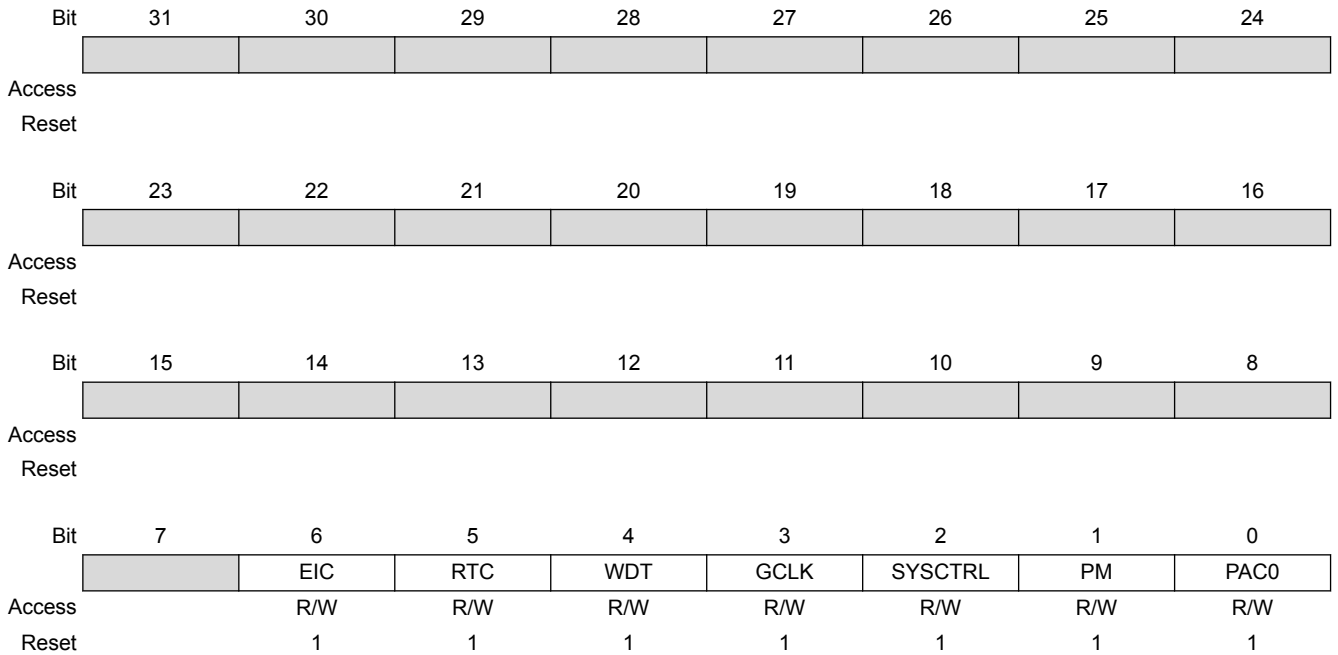 Bit 31 30 29 28 27 26 25 24
Access
Reset
Bit 23 22 21 20 19 18 17 16
Access
Reset
Bit 15 14 13 12 11 10 9 8
Access
Reset
Bit 7 6 5 4 3 2 1 0
EIC RTC WDT GCLK SYSCTRL PM PAC0
Access R/W R/W R/W R/W R/W R/W R/W
Reset 1 1 1 1 1 1 1